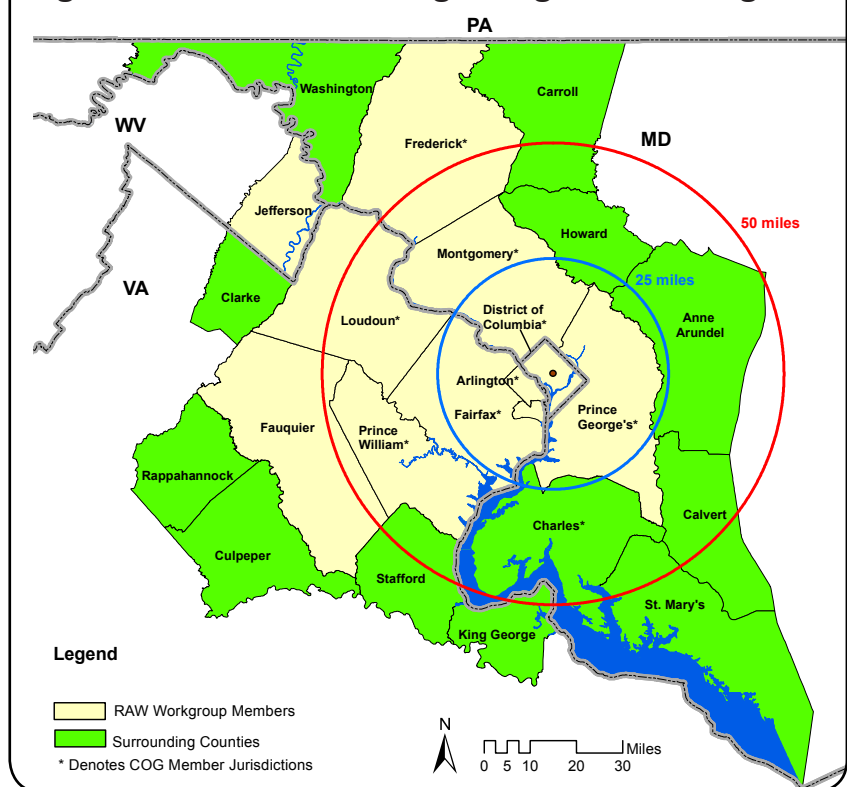 PA
Washington
Carroll
WV
Frederick*
MD
Jefferson
50 miles
Howard
Montgomery*
VA
Clarke
25 miles
Loudoun*
District of
Columbia*
Anne
Arundel
Arlington*
Fauquier
Prince
William*
Fairfax*
Prince
George's*
Rappahannock
Calvert
Charles*
Culpeper
Stafford
St. Mary's
King George
Legend
RAW Workgroup Members
Surrounding Counties
* Denotes COG Member Jurisdictions
N
Miles
0 5 10 20 30